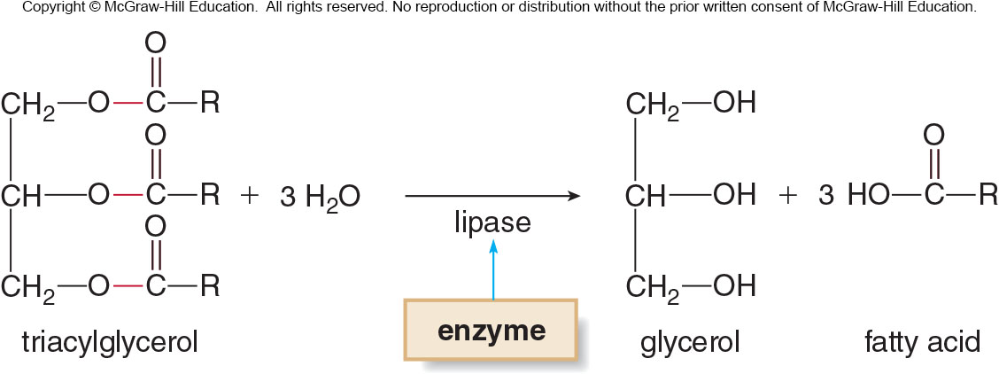 Copyright © McGraw-Hill Education. All rights reserved. No reproduction or distribution without the prior written consent of McGraw-Hill Education.
O
CH₂—O—C—R
O
CH—O—C—R + 3 H₂O
O
CH₂—O—C—R
triacylglycerol
lipase
enzyme
CH₂—OH
CH—OH + 3 HO—C—R
O
CH₂—OH
glycerol
fatty acid